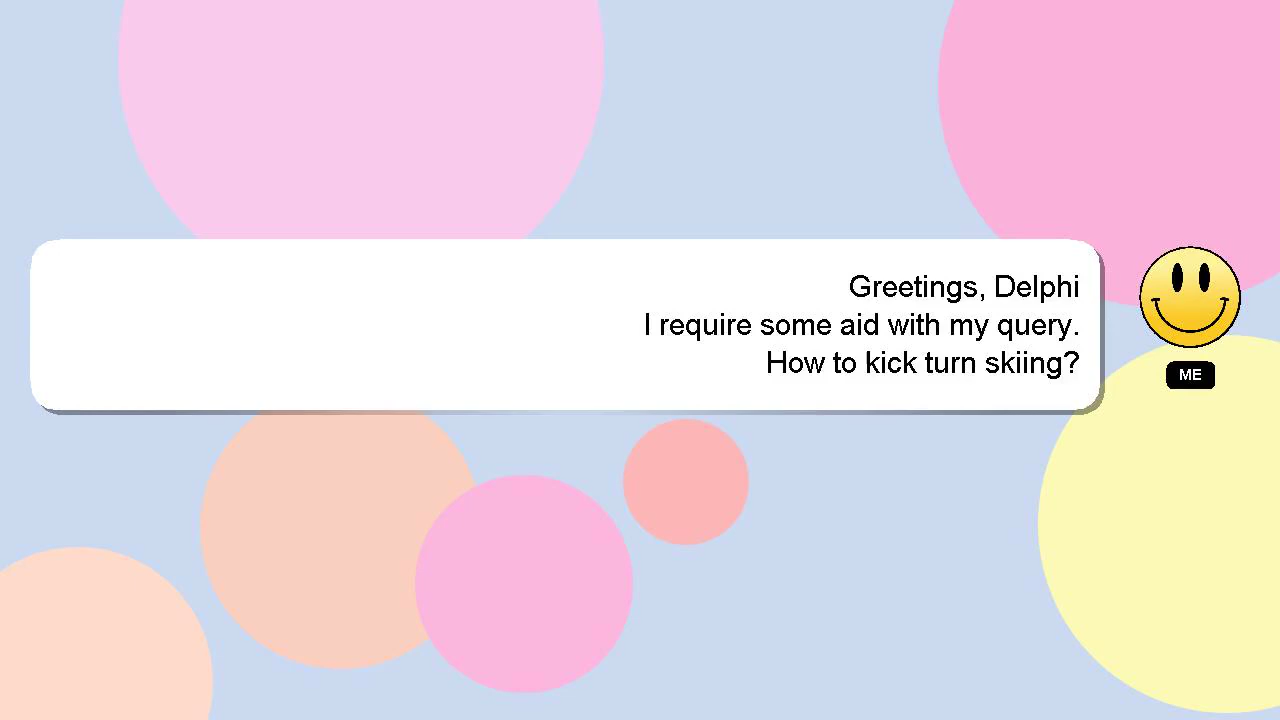 Greetings, Delphi
I require some aid with my query.
How to kick turn skiing?
ME